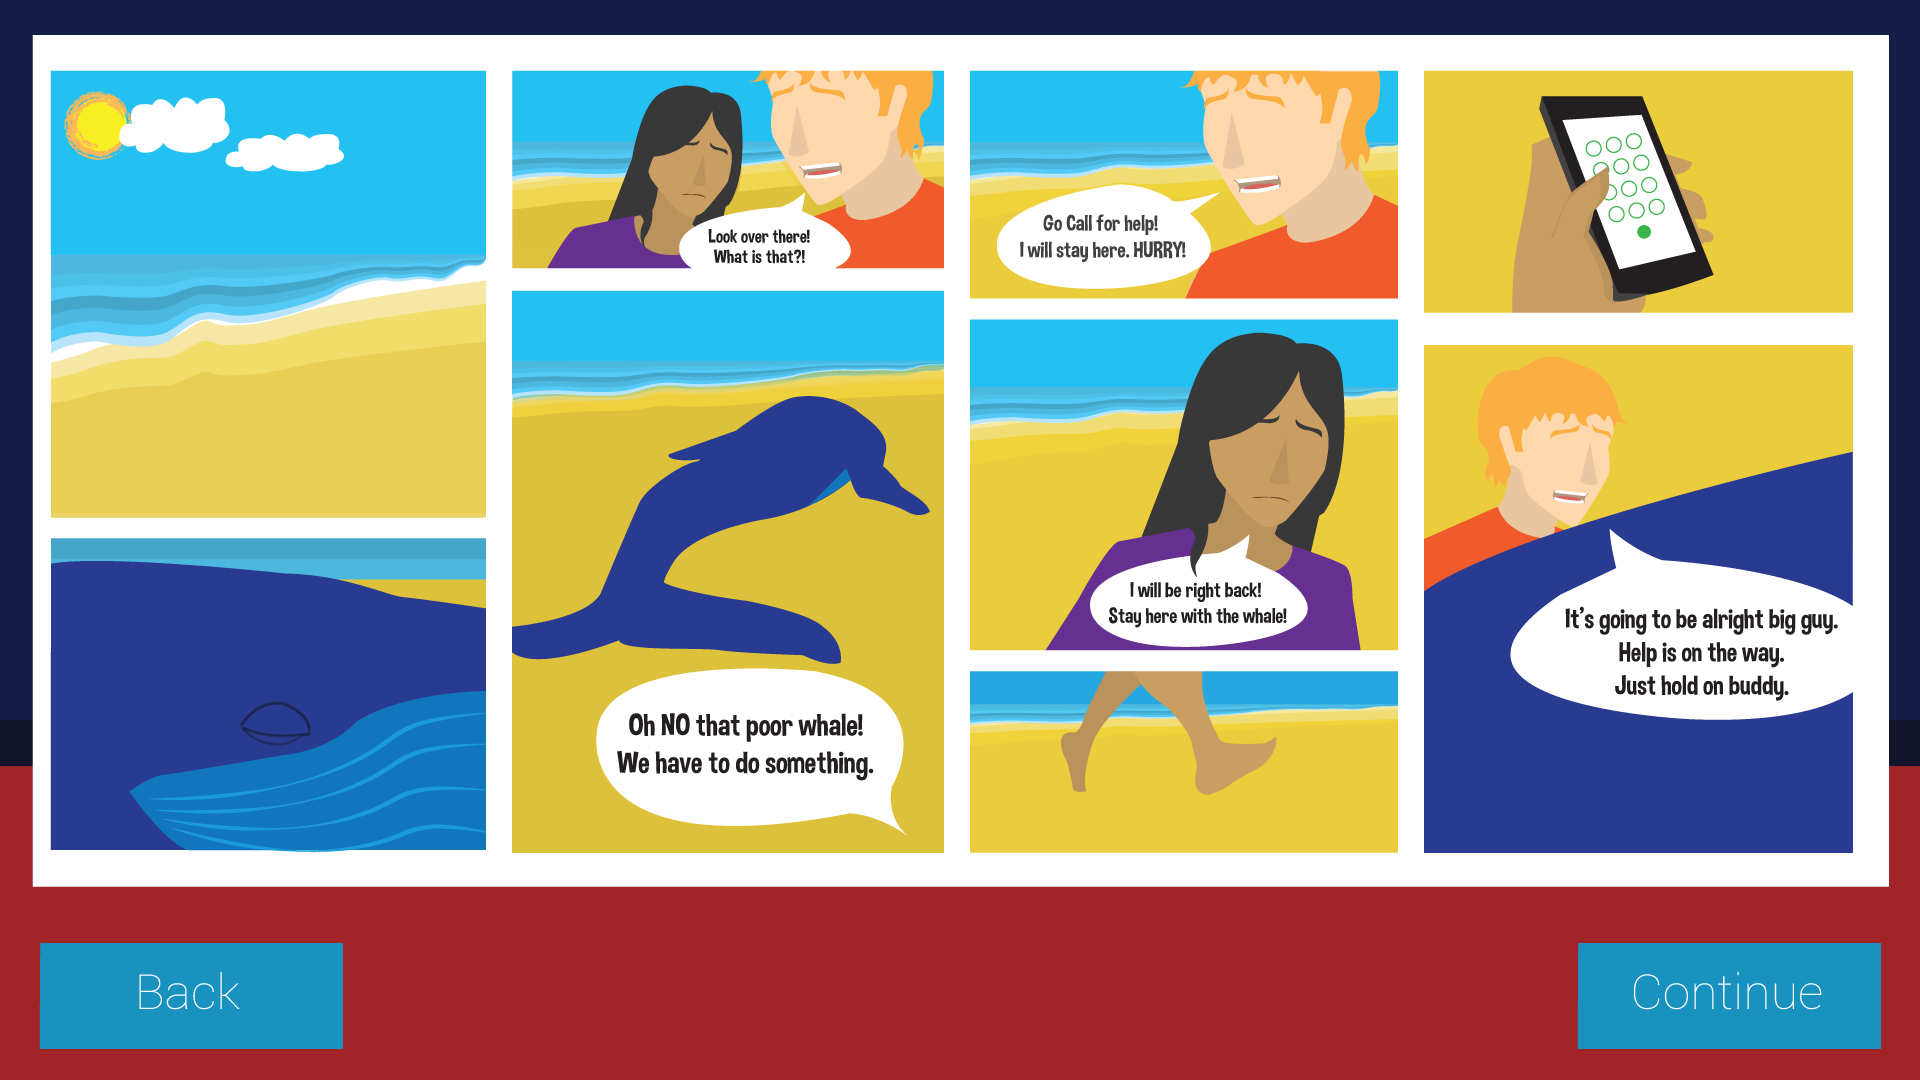 Look over there!
What is that?!
Oh NO that poor whale!
We have to do something.
Go Call for help!
I will stay here. HURRY!
I will be right back!
Stay here with the whale!
It's going to be alright big guy.
Help is on the way.
Just hold on buddy.
Back
Continue